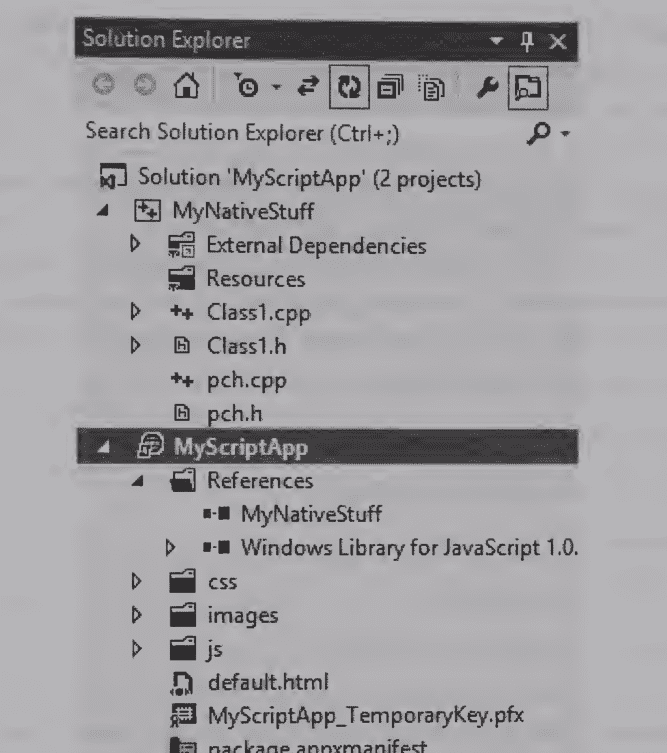 Solution Explorer
Search Solution Explorer (Ctrl+;)
Solution 'MyScriptApp' (2 projects)
MyNativeStuff
External Dependencies
Resources
Class1.cpp
Class1.h
pch.cpp
pch.h
MyScriptApp
References
MyNativeStuff
Windows Library for JavaScript 1.0.
css
images
js
default.html
MyScriptApp_TemporaryKey.pfx
package.appxmanifest